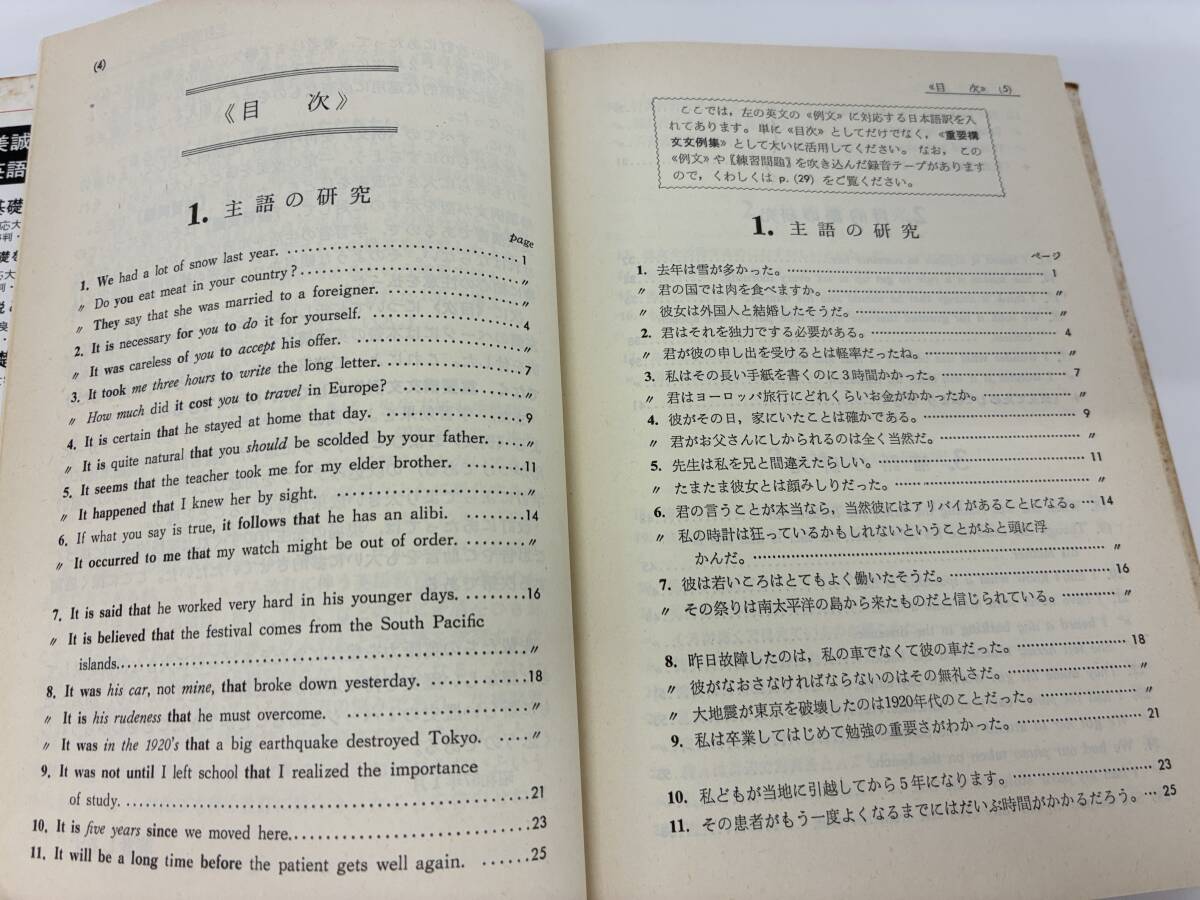 (4)
《目 次》
1. 主語の研究
page
1. We had a lot of snow last year. ……1
〃 Do you eat meat in your country? ……〃
〃 They say that she was married to a foreigner. ……〃
2. It is necessary for you to do it for yourself. ……4
〃 It was careless of you to accept his offer. ……〃
3. It took me three hours to write the long letter. ……7
〃 How much did it cost you to travel in Europe? ……〃
4. It is certain that he stayed at home that day. ……9
〃 It is quite natural that you should be scolded by your father. ……〃
5. It seems that the teacher took me for my elder brother. ……11
〃 It happened that I knew her by sight. ……〃
6. If what you say is true, it follows that he has an alibi. ……14
〃 It occurred to me that my watch might be out of order. ……〃
7. It is said that he worked very hard in his younger days. ……16
〃 It is believed that the festival comes from the South Pacific
islands. ……〃
8. It was his car, not mine, that broke down yesterday. ……18
〃 It is his rudeness that he must overcome. ……〃
〃 It was in the 1920's that a big earthquake destroyed Tokyo. ……〃
9. It was not until I left school that I realized the importance
of study. ……21
10. It is five years since we moved here. ……23
11. It will be a long time before the patient gets well again. ……25
《目 次》 (5)
ここでは，左の英文の《例文》に対応する日本語訳を入
れてあります。単に《目次》としてだけでなく，《重要構
文文例集》として大いに活用してください。なお，この
《例文》や〖練習問題〗を吹き込んだ録音テープがあります
ので，くわしくは p. (29) をご覧ください。
1. 主語の研究
ページ
1. 去年は雪が多かった。……1
〃 君の国では肉を食べますか。……〃
〃 彼女は外国人と結婚したそうだ。……〃
2. 君はそれを独力でする必要がある。……4
〃 君が彼の申し出を受けるとは軽率だったね。……〃
3. 私はその長い手紙を書くのに３時間かかった。……7
〃 君はヨーロッパ旅行にどれくらいお金がかかったか。……〃
4. 彼がその日，家にいたことは確かである。……9
〃 君がお父さんにしかられるのは全く当然だ。……〃
5. 先生は私を兄と間違えたらしい。……11
〃 たまたま彼女とは顔みしりだった。……〃
6. 君の言うことが本当なら，当然彼にはアリバイがあることになる。…14
〃 私の時計は狂っているかもしれないということがふと頭に浮
かんだ。……〃
7. 彼は若いころはとてもよく働いたそうだ。……16
〃 その祭りは南太平洋の島から来たものだと信じられている。……〃
8. 昨日故障したのは，私の車でなくて彼の車だった。……18
〃 彼がなおさなければならないのはその無礼さだ。……〃
〃 大地震が東京を破壊したのは1920年代のことだった。……〃
9. 私は卒業してはじめて勉強の重要さがわかった。……21
10. 私どもが当地に引越してから５年になります。……23
11. その患者がもう一度よくなるまでにはだいぶ時間がかかるだろう。…25